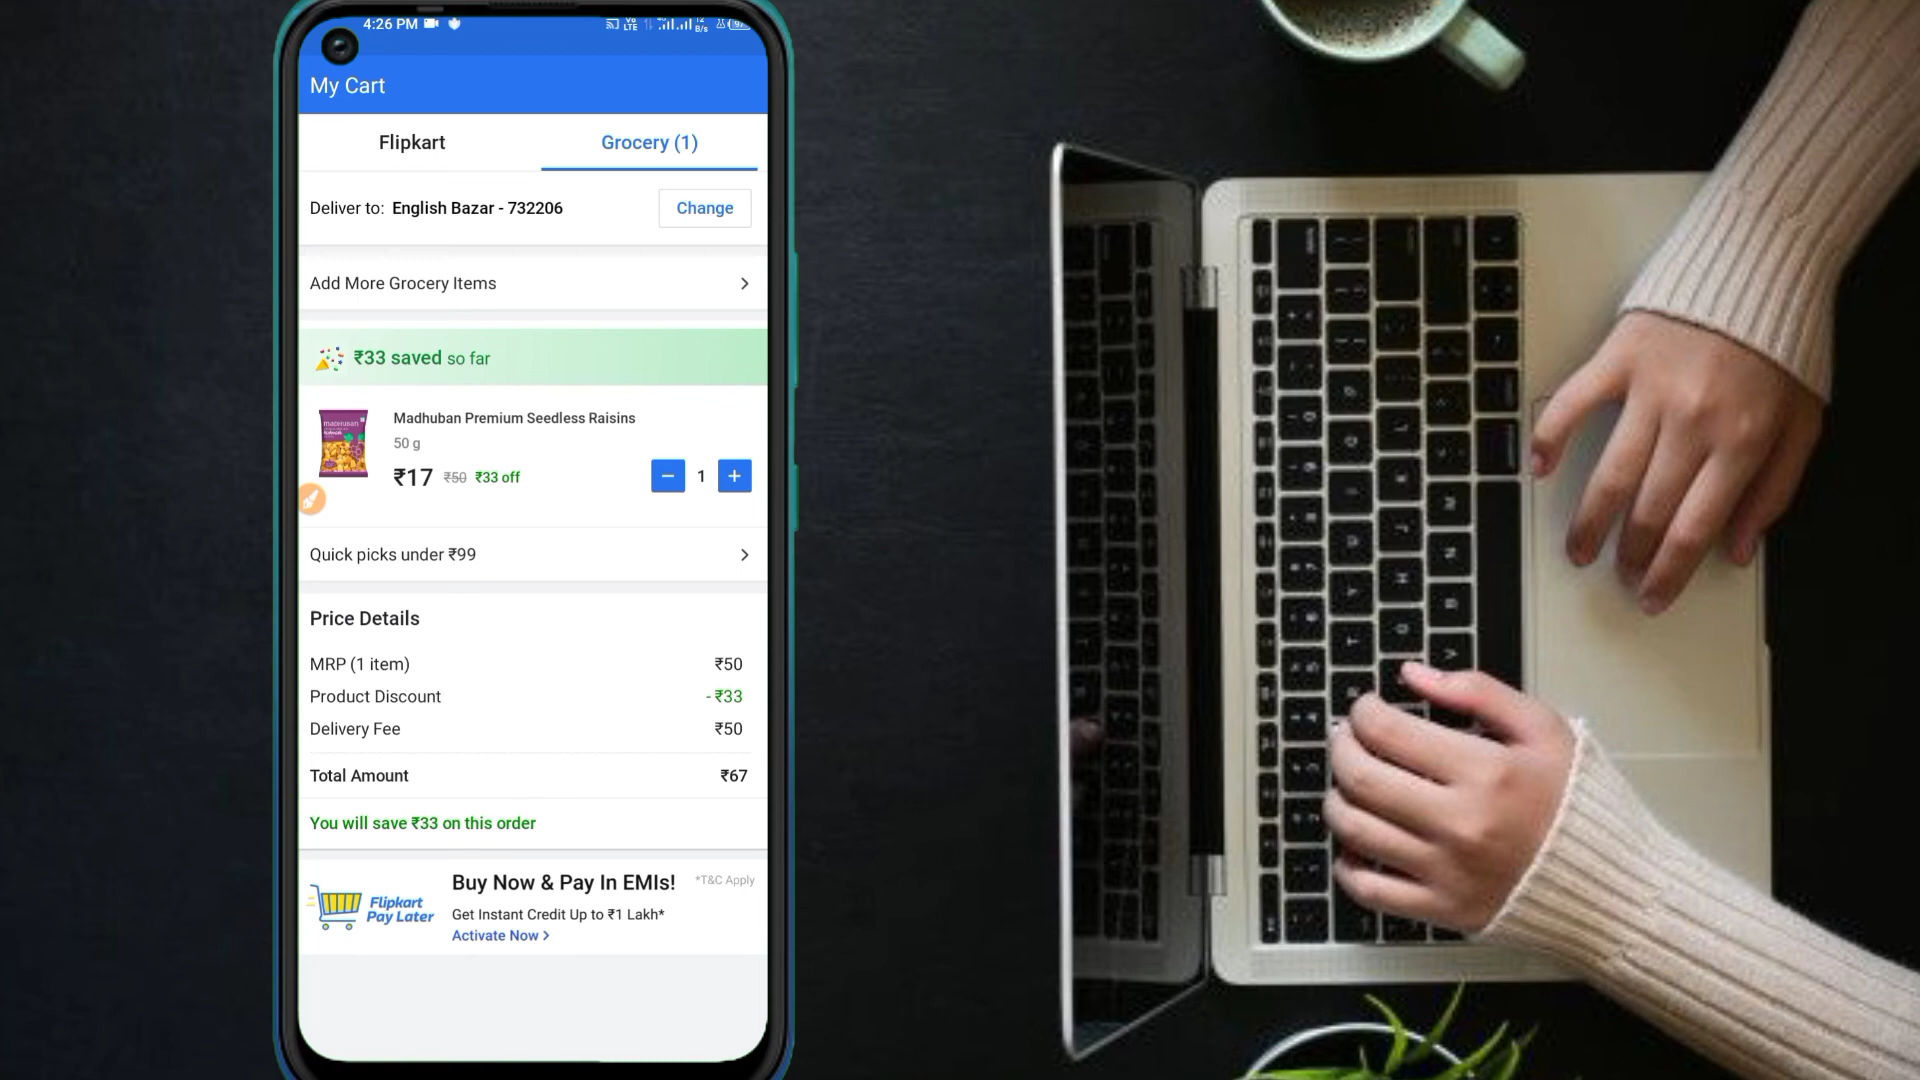 4:26 PM
My Cart
Flipkart
Grocery (1)
Deliver to: English Bazar - 732206
Change
Add More Grocery Items
₹33 saved so far
Madhuban Premium Seedless Raisins
50 g
₹17 ₹50 ₹33 off
1
Quick picks under ₹99
Price Details
MRP (1 item) ₹50
Product Discount - ₹33
Delivery Fee ₹50
Total Amount ₹67
You will save ₹33 on this order
Flipkart
Pay Later
Buy Now & Pay In EMIs!
*T&C Apply
Get Instant Credit Up to ₹1 Lakh*
Activate Now >